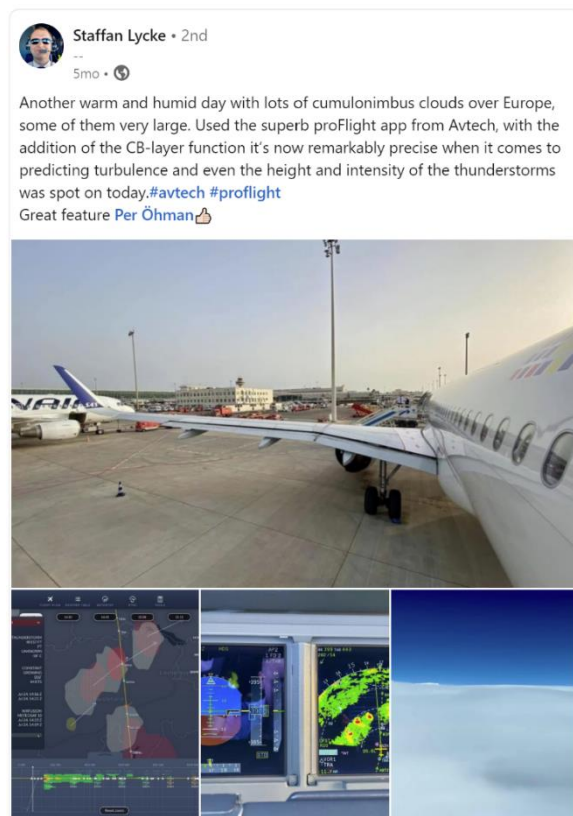 Staffan Lycke • 2nd
--
5mo •
Another warm and humid day with lots of cumulonimbus clouds over Europe,
some of them very large. Used the superb proFlight app from Avtech, with the
addition of the CB-layer function it's now remarkably precise when it comes to
predicting turbulence and even the height and intensity of the thunderstorms
was spot on today.#avtech #proflight
Great feature Per Öhman